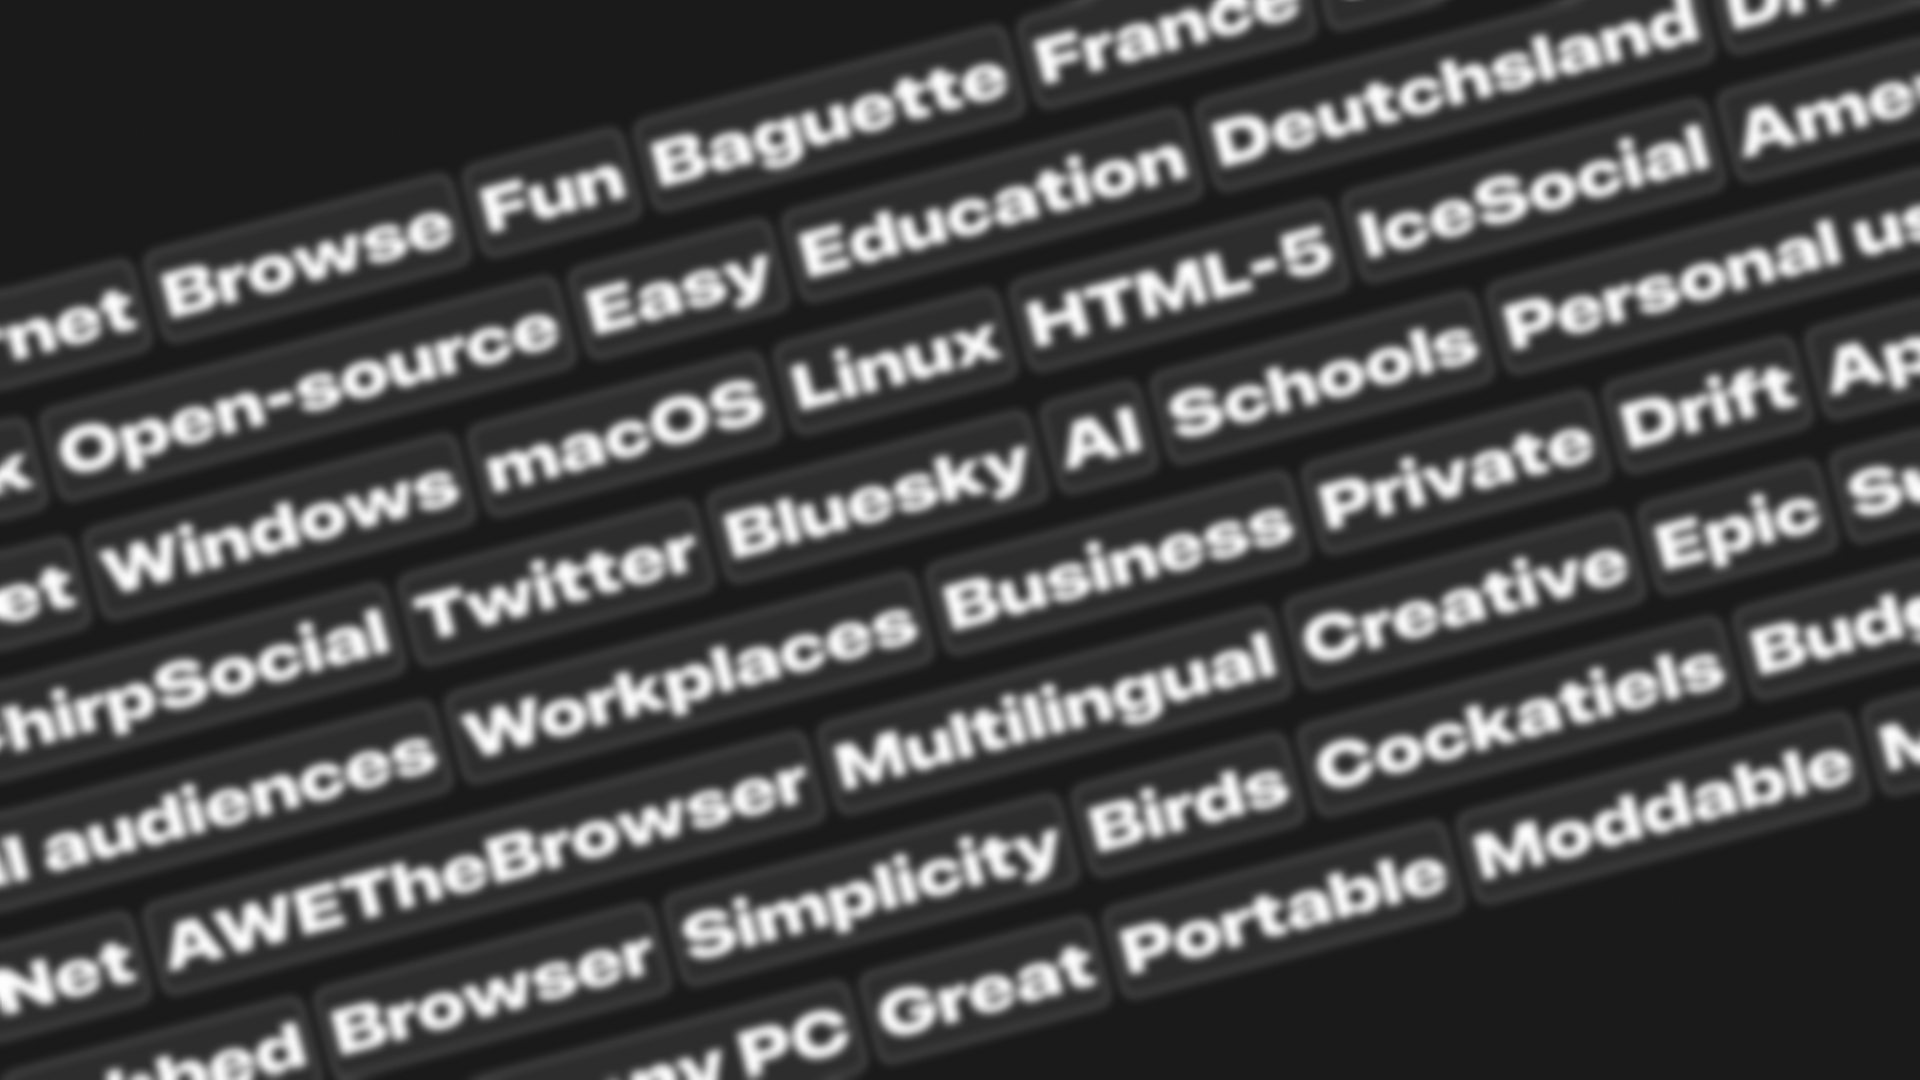 Browse Fun Baguette France
Open-source Easy Education Deutchsland
et Windows macOS Linux HTML-5 IceSocial
hirpSocial Twitter Bluesky AI Schools Personal
audiences Workplaces Business Private Drift
Net AWETheBrowser Multilingual Creative Epic
Browser Simplicity Birds Cockatiels
PC Great Portable Moddable